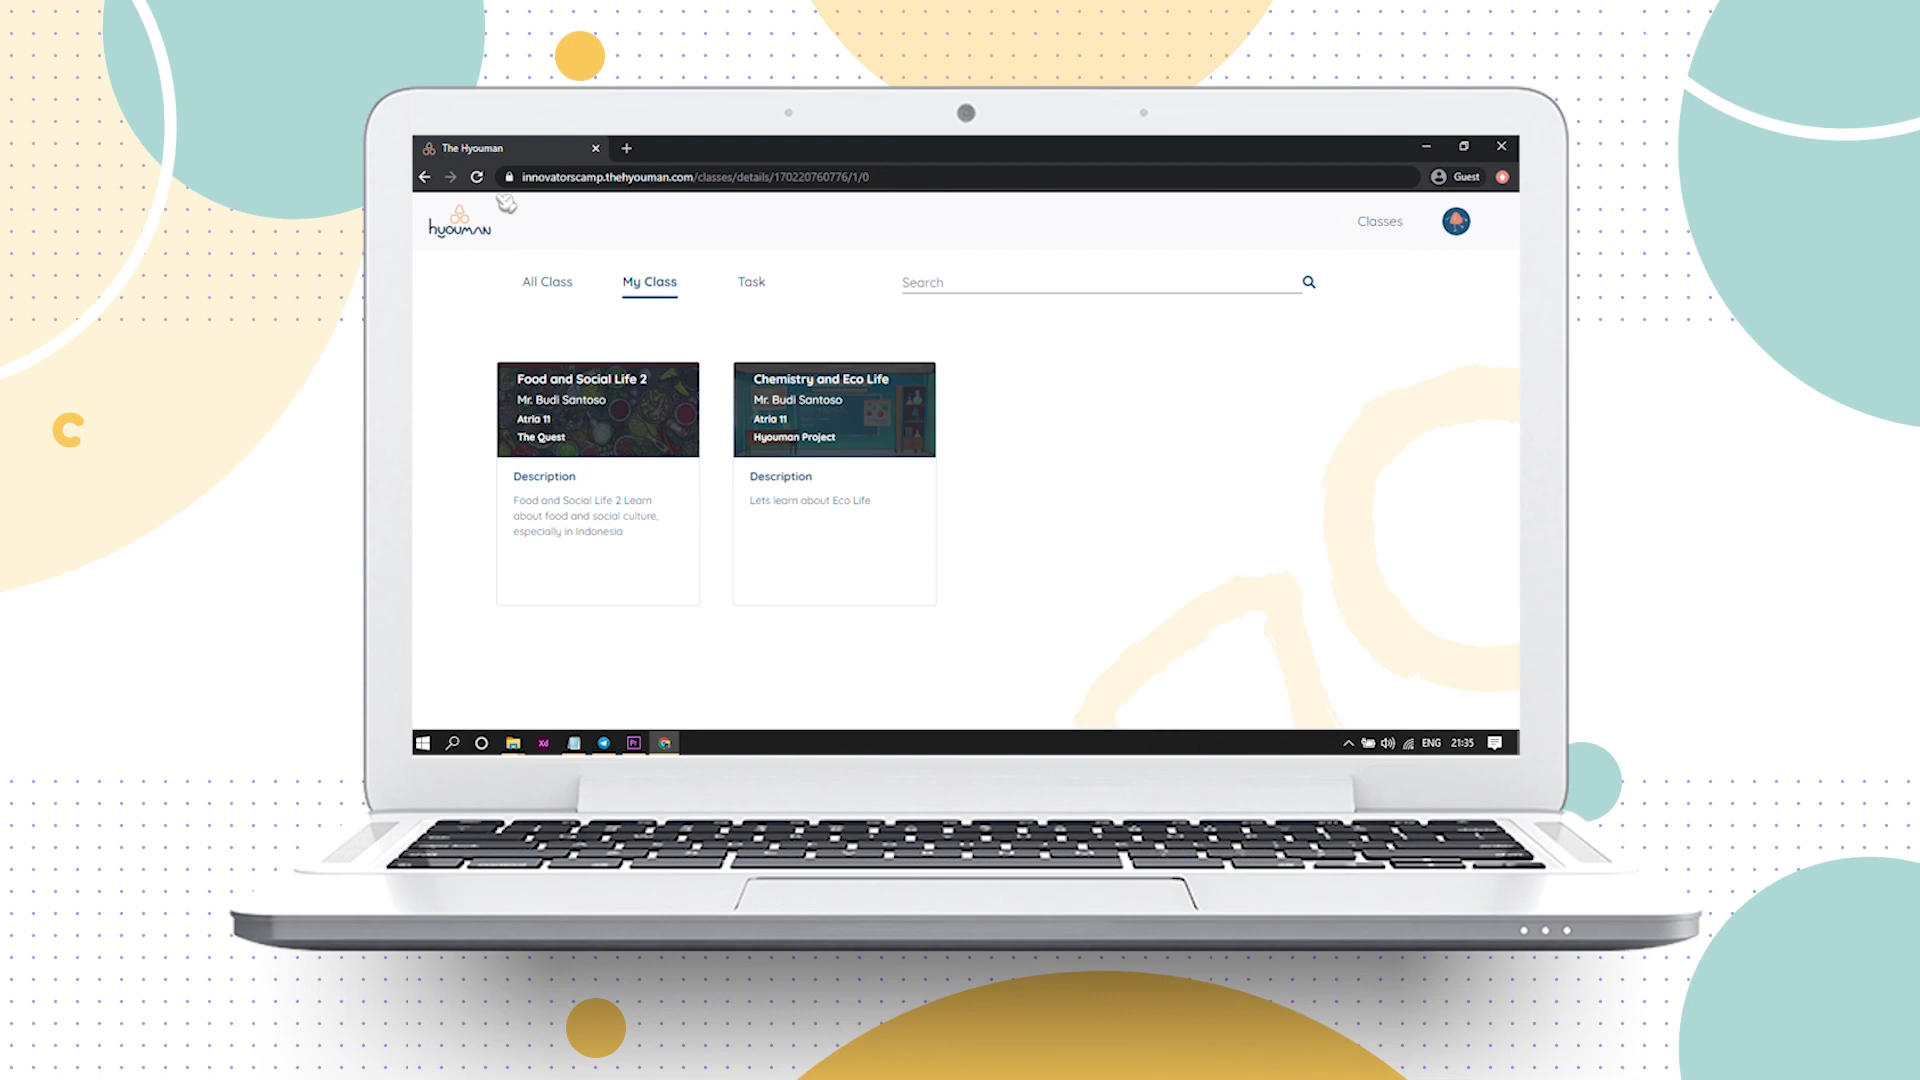 The Hyouman
innovatorscamp.thehyouman.com/classes/details/170220760776/1/0
Guest
hyouman
Classes
All Class
My Class
Task
Search
Food and Social Life 2
Mr. Budi Santoso
Atria 11
The Quest
Description
Food and Social Life 2 Learn
about food and social culture,
especially in Indonesia
Chemistry and Eco Life
Mr. Budi Santoso
Atria 11
Hyouman Project
Description
Lets learn about Eco Life
Xd
Pr
ENG
21:35